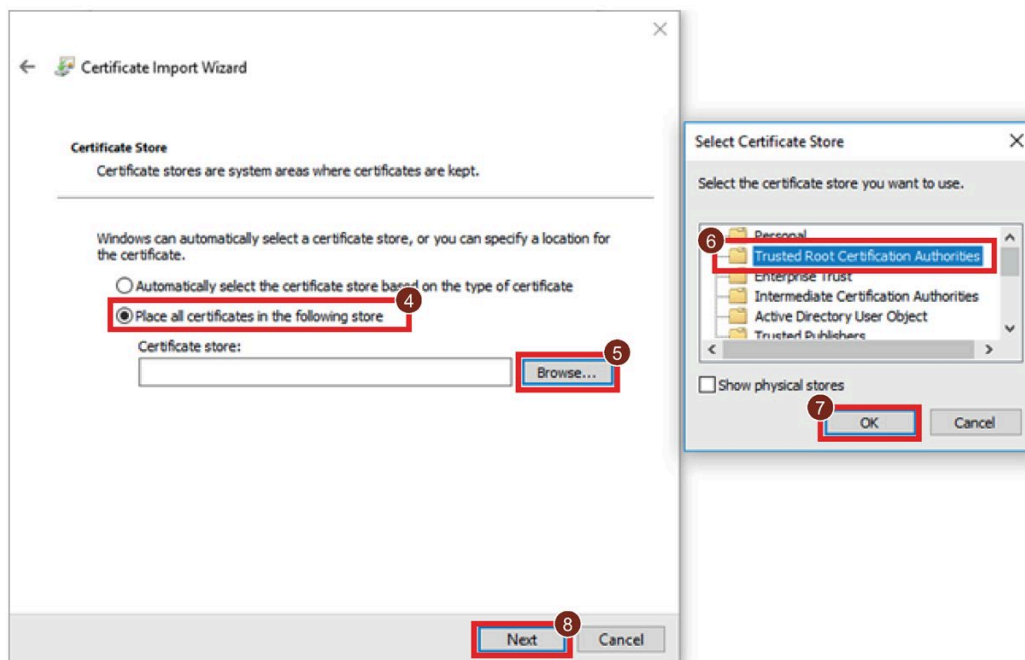 Certificate Import Wizard
Certificate Store
Certificate stores are system areas where certificates are kept.
Windows can automatically select a certificate store, or you can specify a location for
the certificate.
Automatically select the certificate store based on the type of certificate
4
Place all certificates in the following store
Certificate store:
5
Browse...
8
Next
Cancel
Select Certificate Store
Select the certificate store you want to use.
Personal
6
Trusted Root Certification Authorities
Enterprise Trust
Intermediate Certification Authorities
Active Directory User Object
Trusted Publishers
Show physical stores
7
OK
Cancel